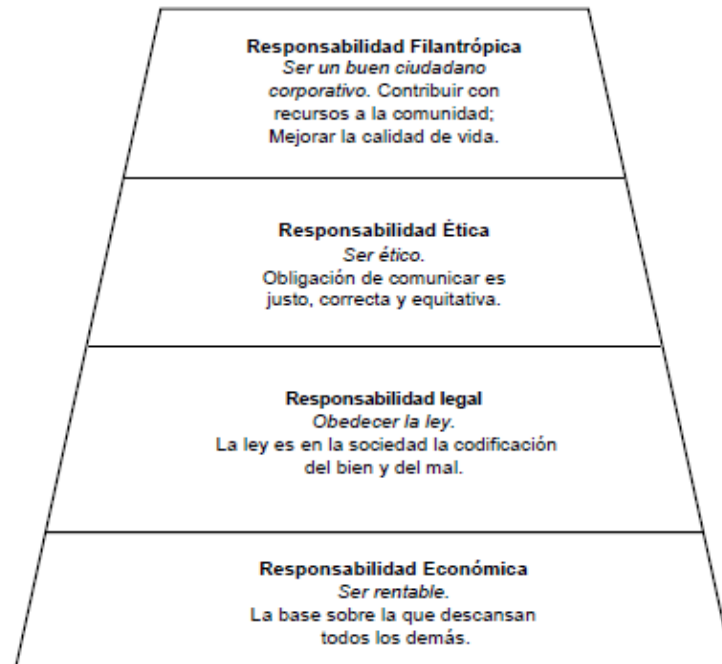 Responsabilidad Filantrópica
Ser un buen ciudadano
corporativo. Contribuir con
recursos a la comunidad;
Mejorar la calidad de vida.
Responsabilidad Ética
Ser ético.
Obligación de comunicar es
justo, correcta y equitativa.
Responsabilidad legal
Obedecer la ley.
La ley es en la sociedad la codificación
del bien y del mal.
Responsabilidad Económica
Ser rentable.
La base sobre la que descansan
todos los demás.